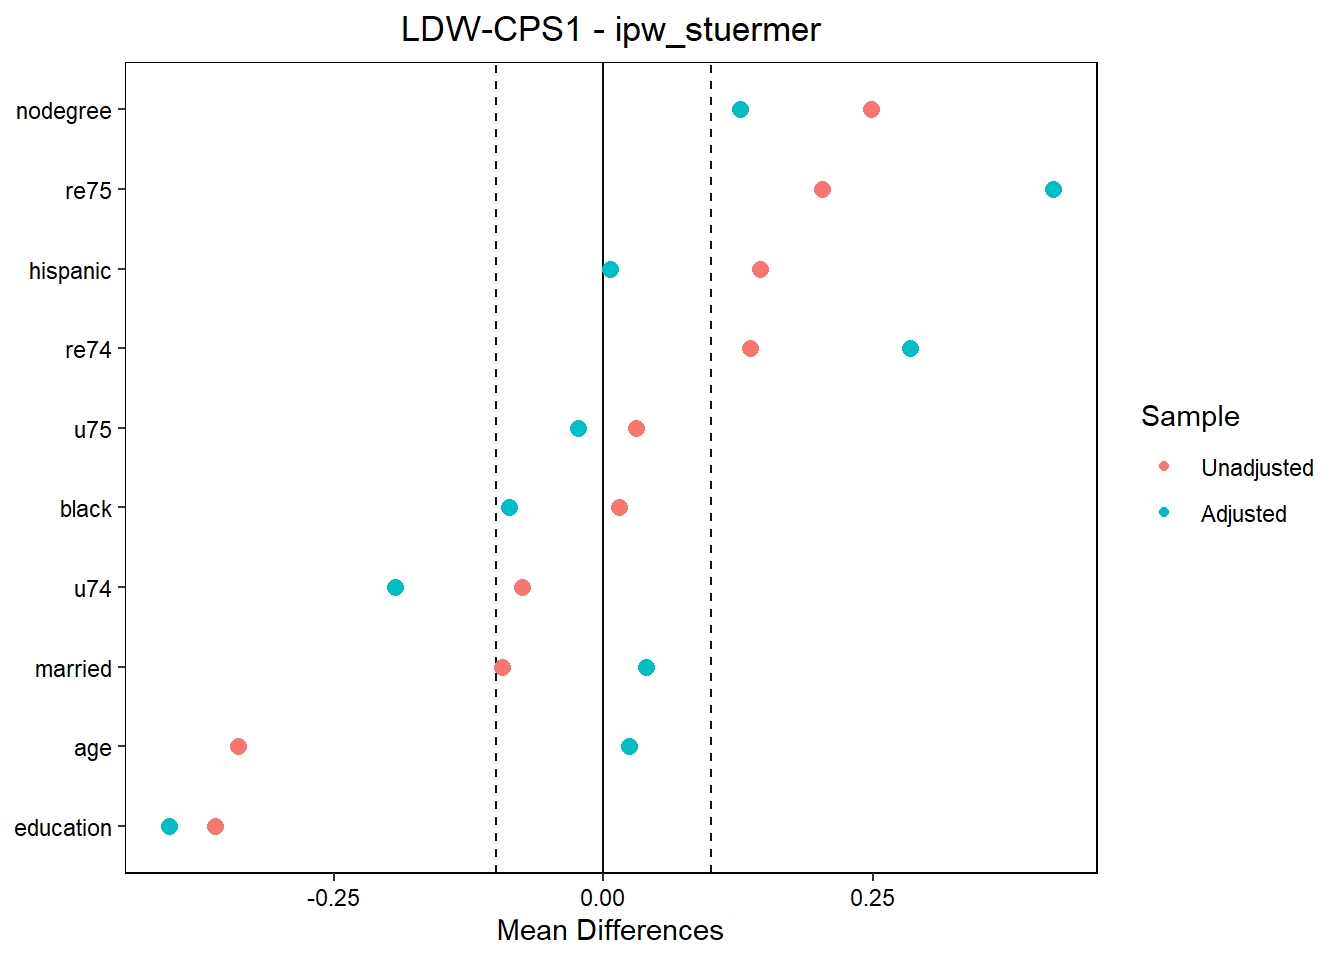 LDW-CPS1 - ipw_stuermer
nodegree
re75
hispanic
re74
u75
black
u74
married
age
education
-0.25 0.00 0.25
Mean Differences
Sample
Unadjusted
Adjusted